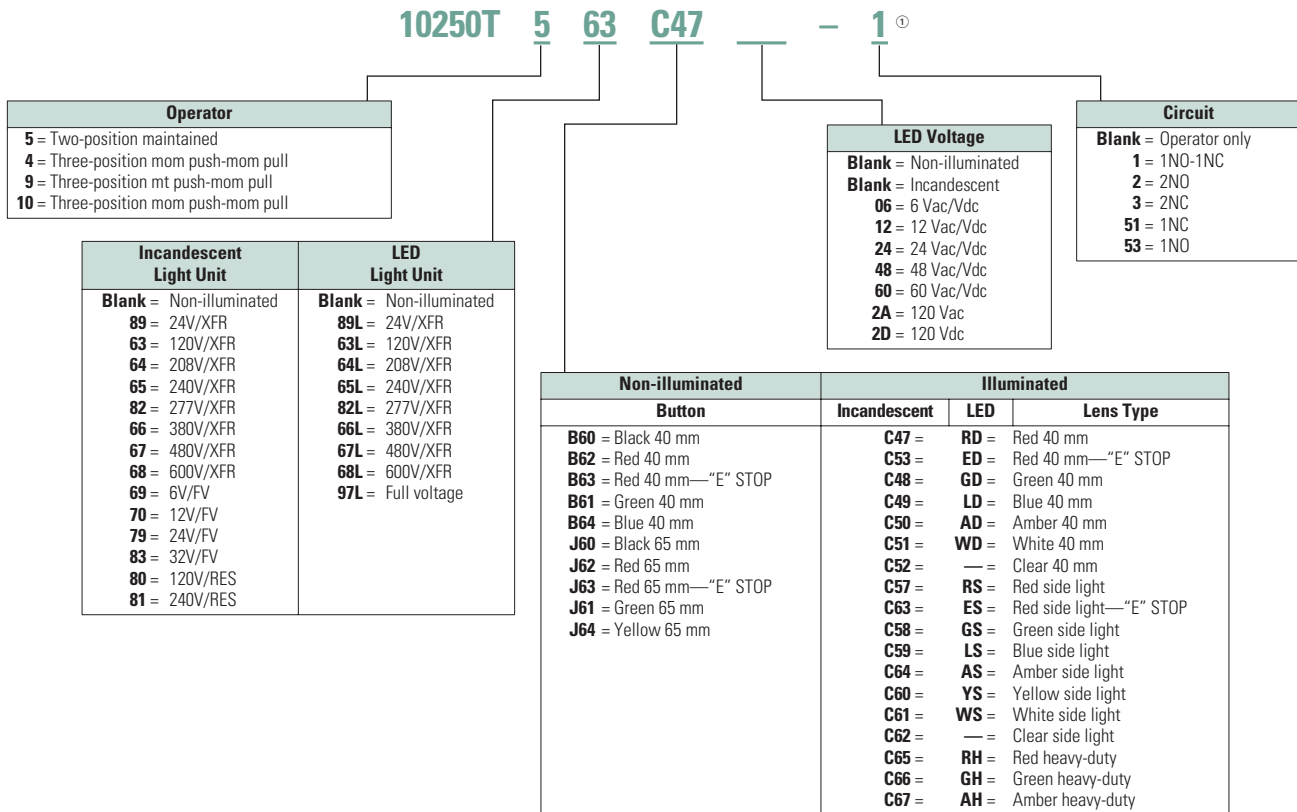 10250T 5 63 C47 – 1 ①
Operator
5 = Two-position maintained
4 = Three-position mom push-mom pull
9 = Three-position mt push-mom pull
10 = Three-position mom push-mom pull
Incandescent Light Unit
Blank = Non-illuminated
89 = 24V/XFR
63 = 120V/XFR
64 = 208V/XFR
65 = 240V/XFR
82 = 277V/XFR
66 = 380V/XFR
67 = 480V/XFR
68 = 600V/XFR
69 = 6V/FV
70 = 12V/FV
79 = 24V/FV
83 = 32V/FV
80 = 120V/RES
81 = 240V/RES
LED Light Unit
Blank = Non-illuminated
89L = 24V/XFR
63L = 120V/XFR
64L = 208V/XFR
65L = 240V/XFR
82L = 277V/XFR
66L = 380V/XFR
67L = 480V/XFR
68L = 600V/XFR
97L = Full voltage
LED Voltage
Blank = Non-illuminated
Blank = Incandescent
06 = 6 Vac/Vdc
12 = 12 Vac/Vdc
24 = 24 Vac/Vdc
48 = 48 Vac/Vdc
60 = 60 Vac/Vdc
2A = 120 Vac
2D = 120 Vdc
Circuit
Blank = Operator only
1 = 1NO-1NC
2 = 2NO
3 = 2NC
51 = 1NC
53 = 1NO
Non-illuminated
Button
B60 = Black 40 mm
B62 = Red 40 mm
B63 = Red 40 mm—“E” STOP
B61 = Green 40 mm
B64 = Blue 40 mm
J60 = Black 65 mm
J62 = Red 65 mm
J63 = Red 65 mm—“E” STOP
J61 = Green 65 mm
J64 = Yellow 65 mm
Illuminated
Incandescent LED Lens Type
C47 = RD = Red 40 mm
C53 = ED = Red 40 mm—“E” STOP
C48 = GD = Green 40 mm
C49 = LD = Blue 40 mm
C50 = AD = Amber 40 mm
C51 = WD = White 40 mm
C52 = — = Clear 40 mm
C57 = RS = Red side light
C63 = ES = Red side light—“E” STOP
C58 = GS = Green side light
C59 = LS = Blue side light
C64 = AS = Amber side light
C60 = YS = Yellow side light
C61 = WS = White side light
C62 = — = Clear side light
C65 = RH = Red heavy-duty
C66 = GH = Green heavy-duty
C67 = AH = Amber heavy-duty